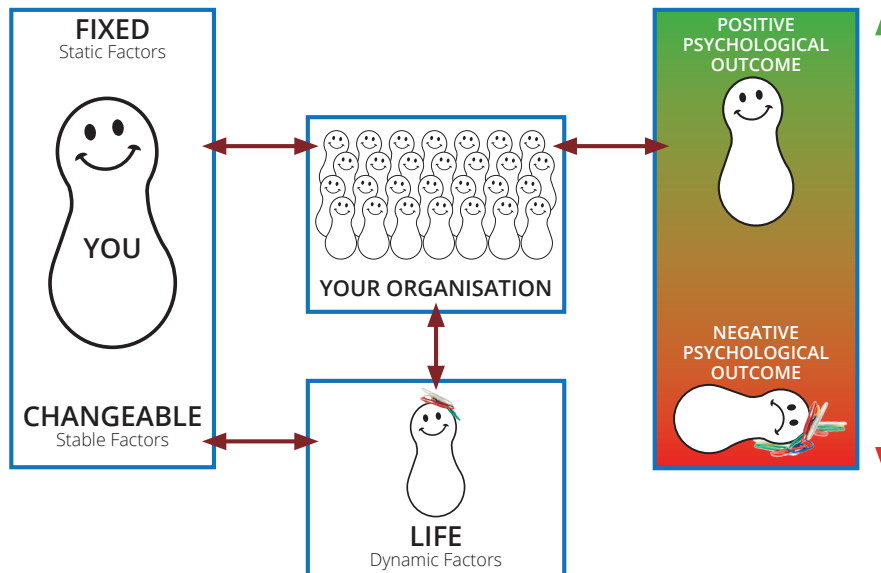 FIXED
Static Factors
YOU
CHANGEABLE
Stable Factors
YOUR ORGANISATION
LIFE
Dynamic Factors
POSITIVE
PSYCHOLOGICAL
OUTCOME
NEGATIVE
PSYCHOLOGICAL
OUTCOME